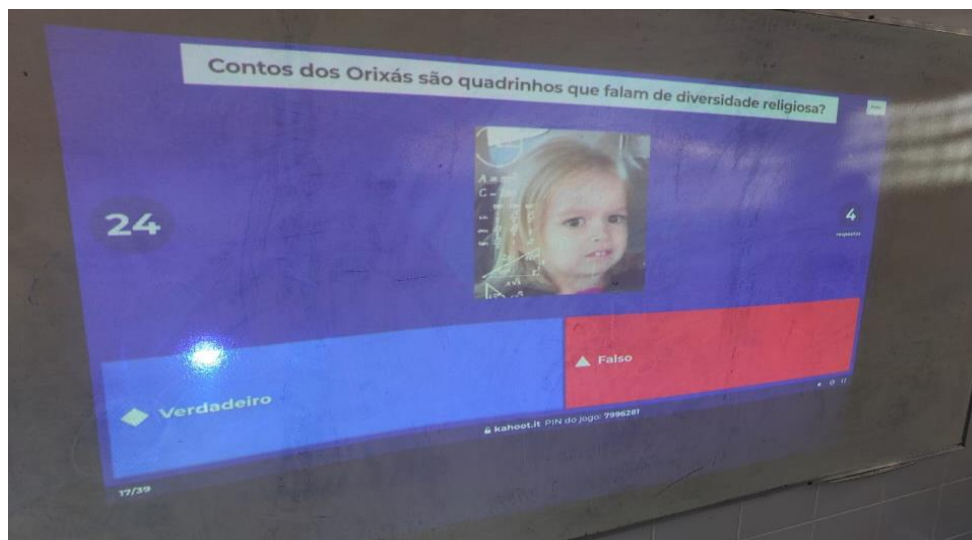 Contos dos Orixás são quadrinhos que falam de diversidade religiosa?
24
4
respostas
Verdadeiro
Falso
kahoot.it PIN do jogo: 7996281
17/39